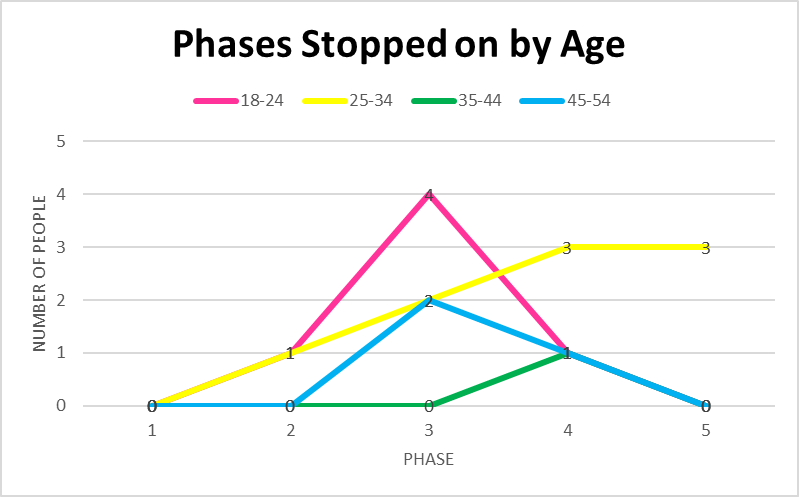 Phases Stopped on by Age
18-24 25-34 35-44 45-54
NUMBER OF PEOPLE
5
4
4
3
3 3
2
2
1
1 1
0
0 0 0 0
1 2 3 4 5
PHASE